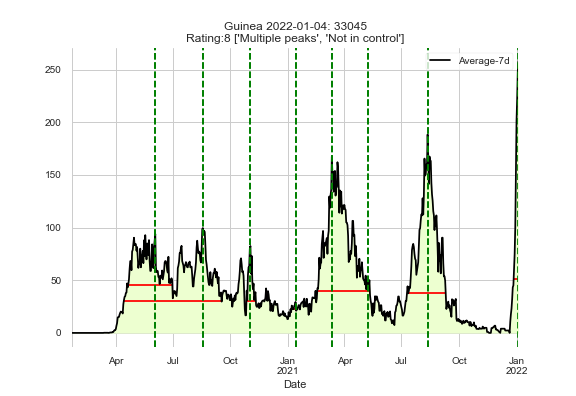 Guinea 2022-01-04: 33045
Rating:8 ['Multiple peaks', 'Not in control']
Average-7d
250
200
150
100
50
0
Apr Jul Oct Jan Apr Jul Oct Jan
2021 2022
Date